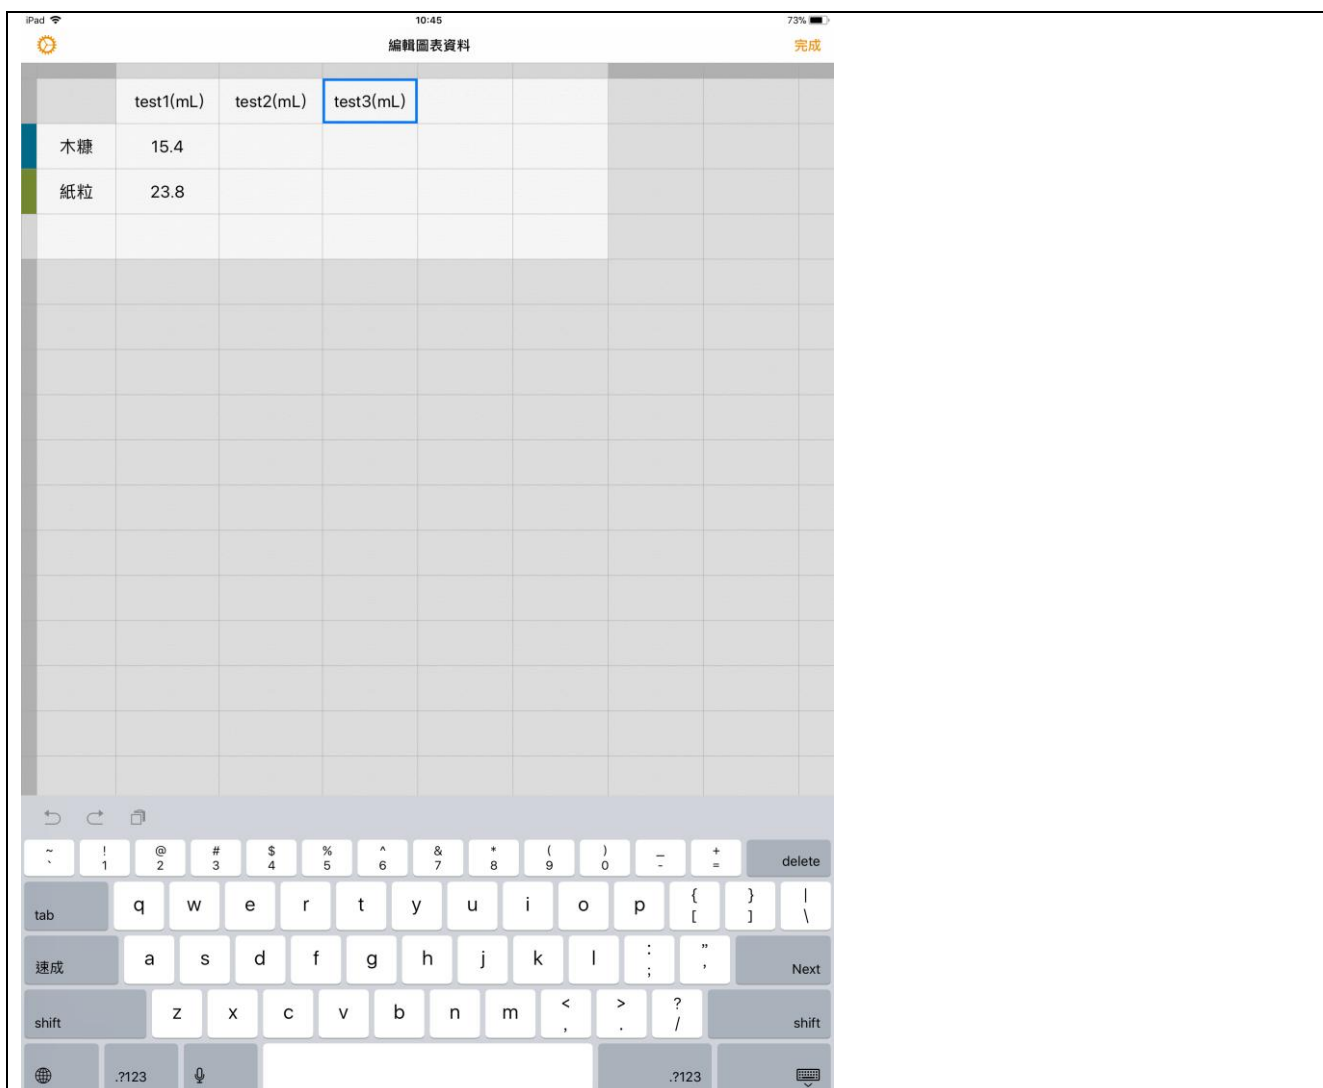 iPad 10:45 73%
編輯圖表資料 完成
test1(mL) test2(mL) test3(mL)
木糠 15.4
紙粒 23.8
~ ! @ # $ % ^ & * ( ) _ +
` 1 2 3 4 5 6 7 8 9 0 - = delete
tab q w e r t y u i o p { [ } ] | \
速成 a s d f g h j k l : ; " ' Next
shift z x c v b n m < , > . ? / shift
.?123 .?123